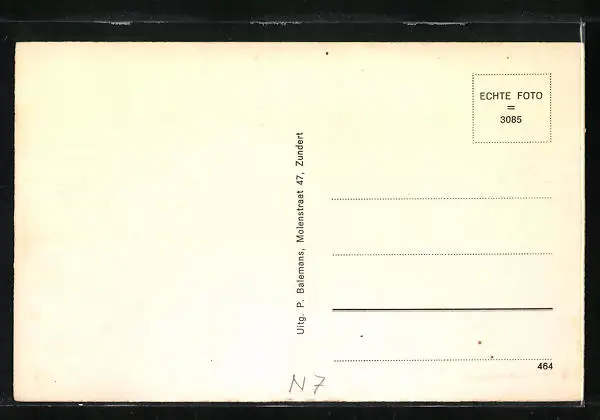 ECHTE FOTO
=
3085
Uitg. P. Balemans, Molenstraat 47, Zundert
464
N7